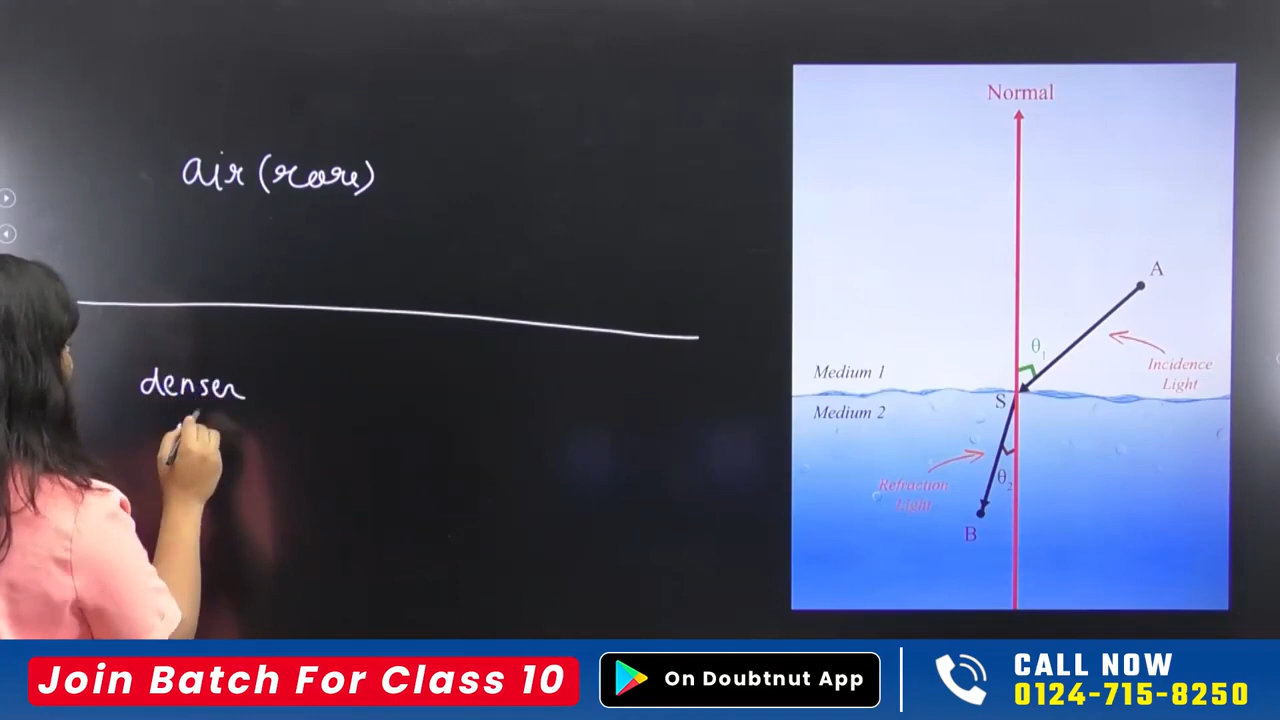 air (rare)
denser
Normal
A
θ1
Incidence
Light
Medium 1
S
Medium 2
θ2
Refraction
Light
B
Join Batch For Class 10
On Doubtnut App
CALL NOW
0124-715-8250